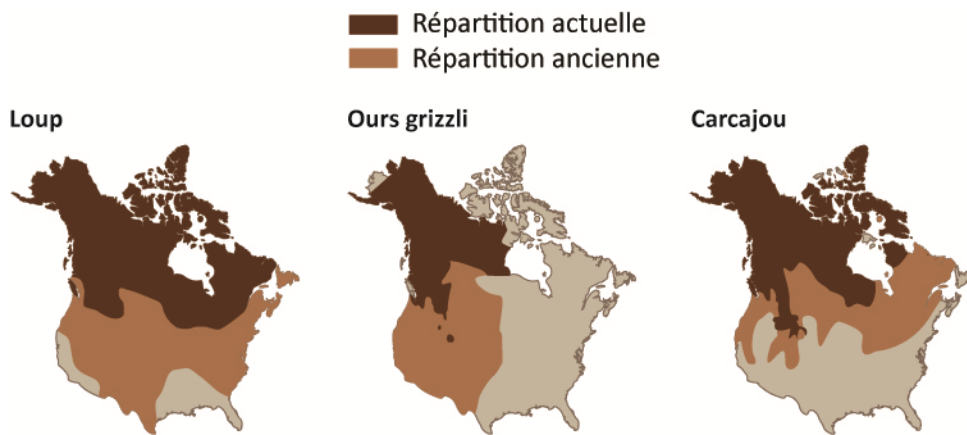 Répartition actuelle
Répartition ancienne
Loup
Ours grizzli
Carcajou